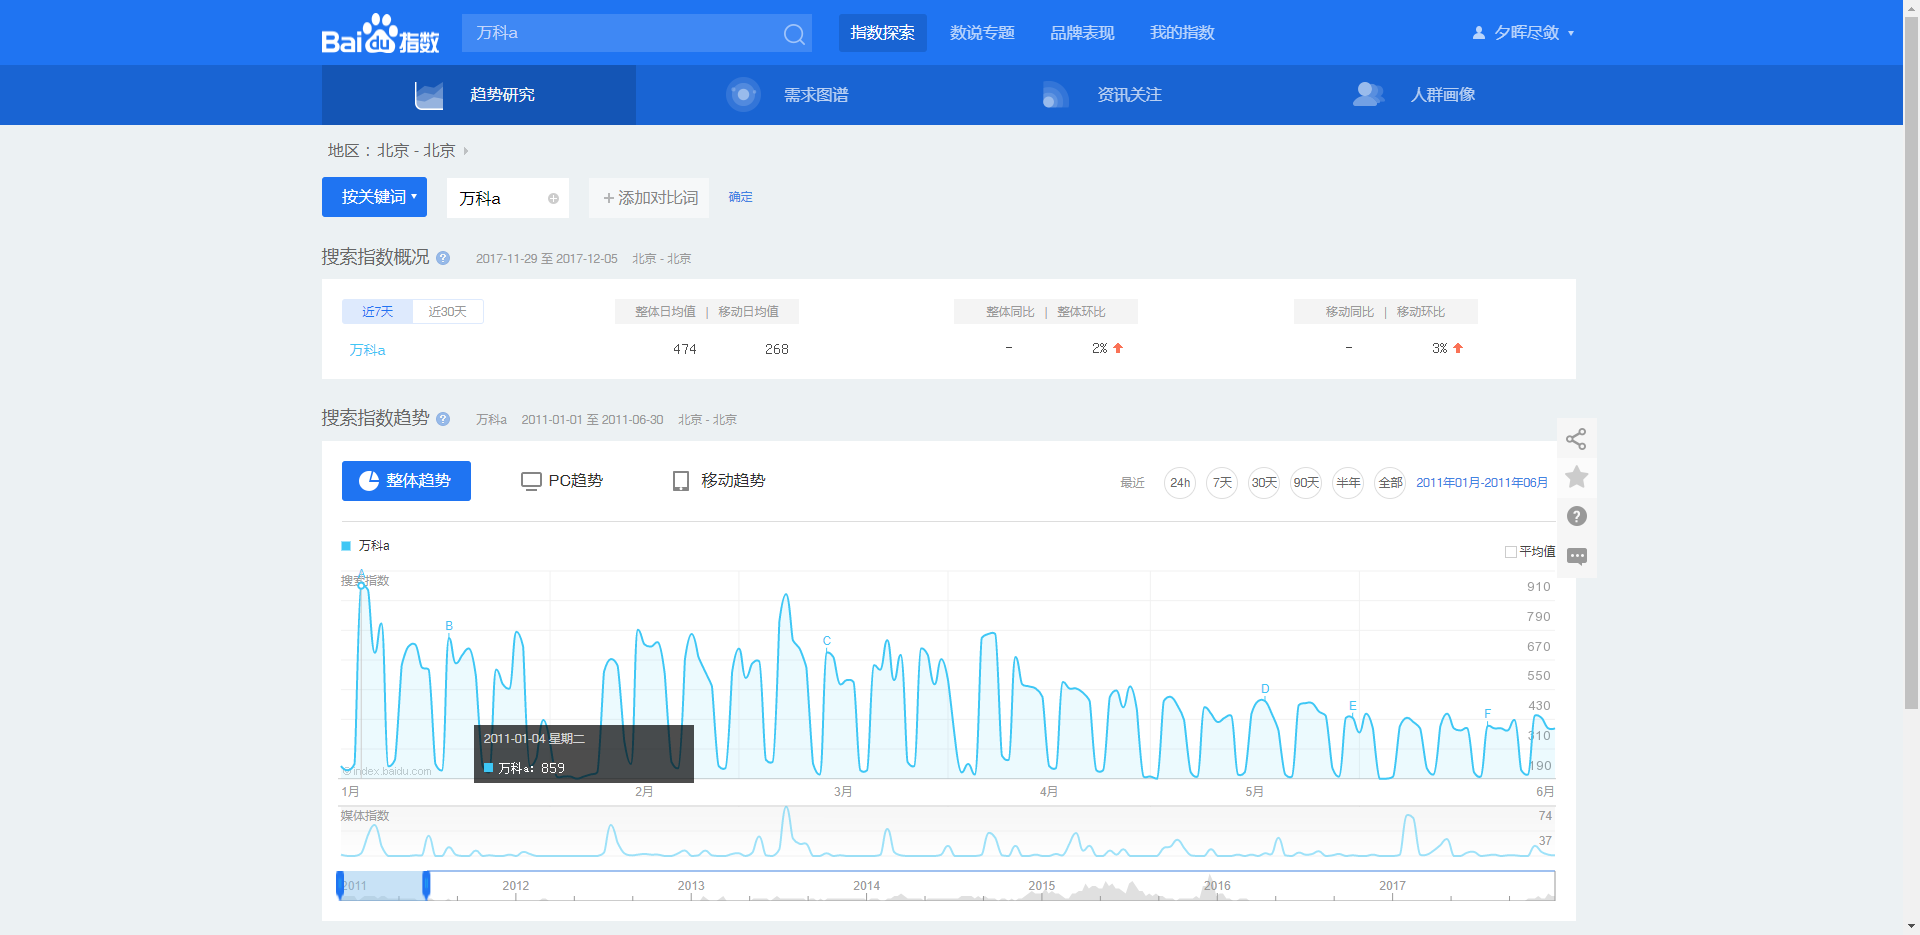 Bai du 指数
万科a
指数探索 数说专题 品牌表现 我的指数
夕晖尽敛
趋势研究 需求图谱 资讯关注 人群画像
地区：北京 - 北京
按关键词 万科a +添加对比词 确定
搜索指数概况 ? 2017-11-29 至 2017-12-05 北京 - 北京
近7天 近30天 整体日均值 | 移动日均值 整体同比 | 整体环比 移动同比 | 移动环比
万科a 474 268 - 2% - 3%
搜索指数趋势 ? 万科a 2011-01-01 至 2011-06-30 北京 - 北京
整体趋势 PC趋势 移动趋势 最近 24h 7天 30天 90天 半年 全部 2011年01月-2011年06月
?
万科a
平均值
搜索指数
A
B
C
D
E
F
910
790
670
550
430
310
190
2011-01-04 星期二
万科a: 859
©index.baidu.com
1月 2月 3月 4月 5月 6月
媒体指数 74
37
2011 2012 2013 2014 2015 2016 2017